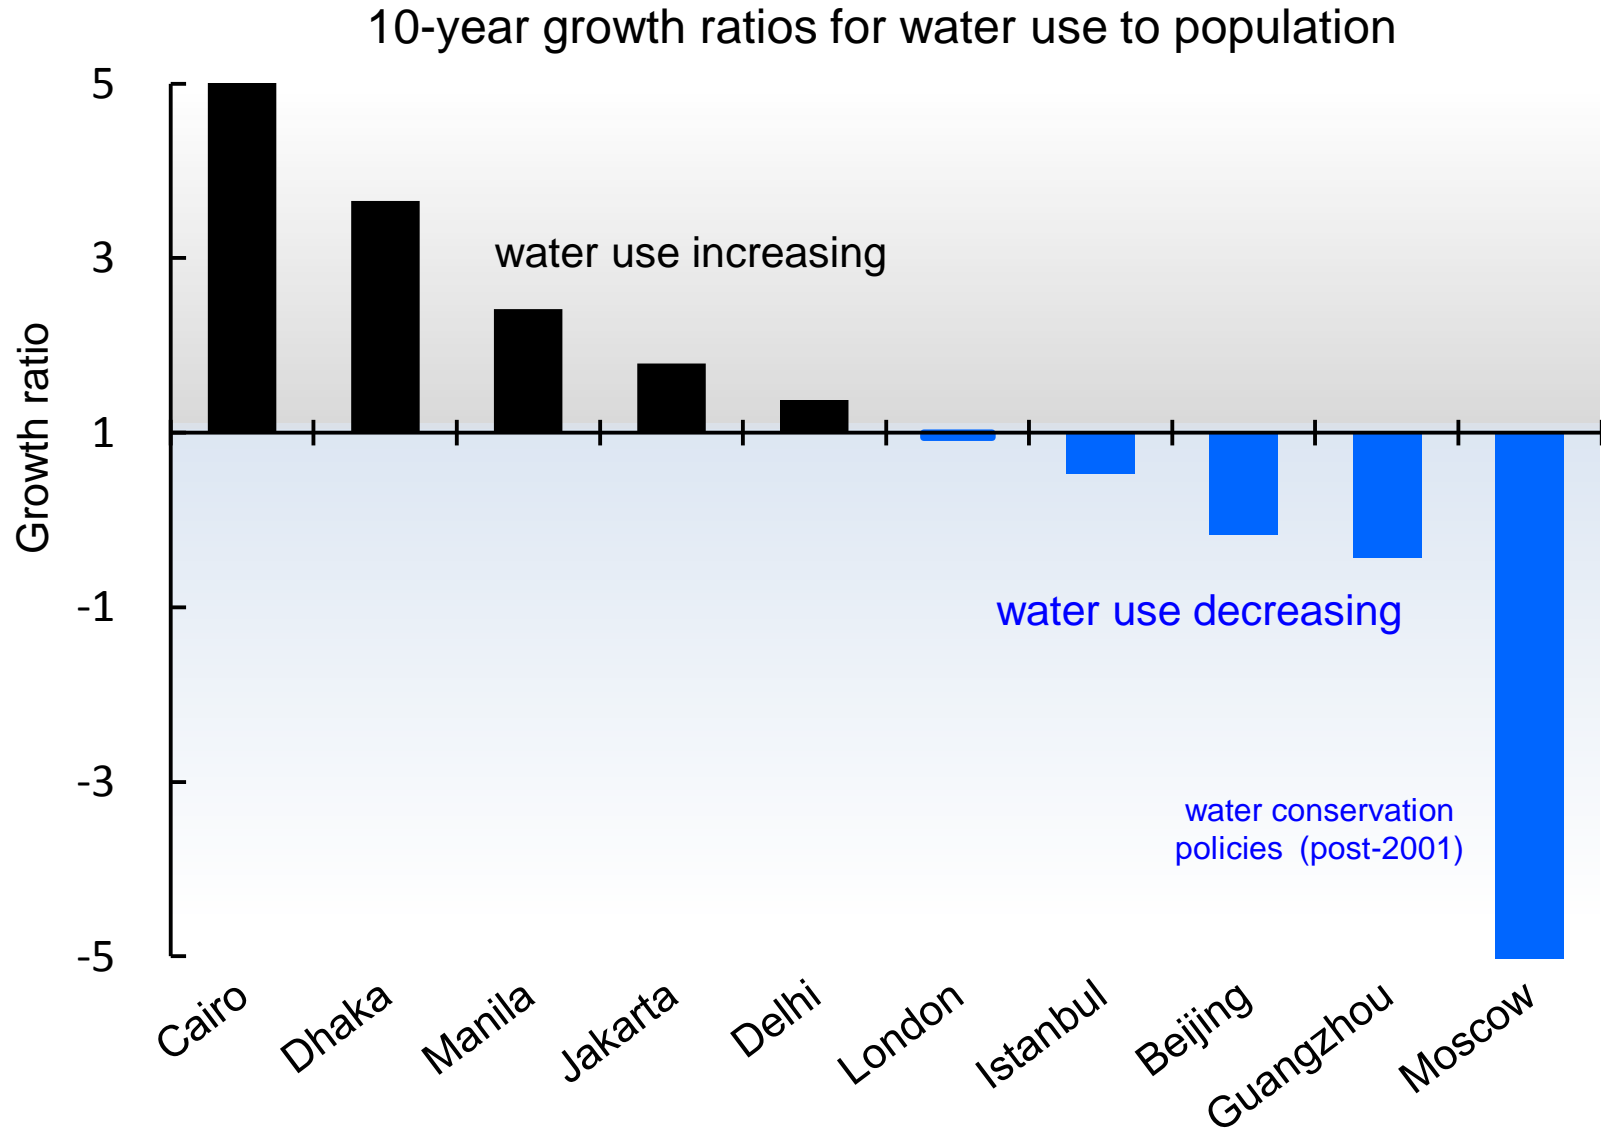 10-year growth ratios for water use to population
5
3
1
-1
-3
-5
Growth ratio
water use increasing
water use decreasing
water conservation
policies (post-2001)
Cairo
Dhaka
Manila
Jakarta
Delhi
London
Istanbul
Beijing
Guangzhou
Moscow